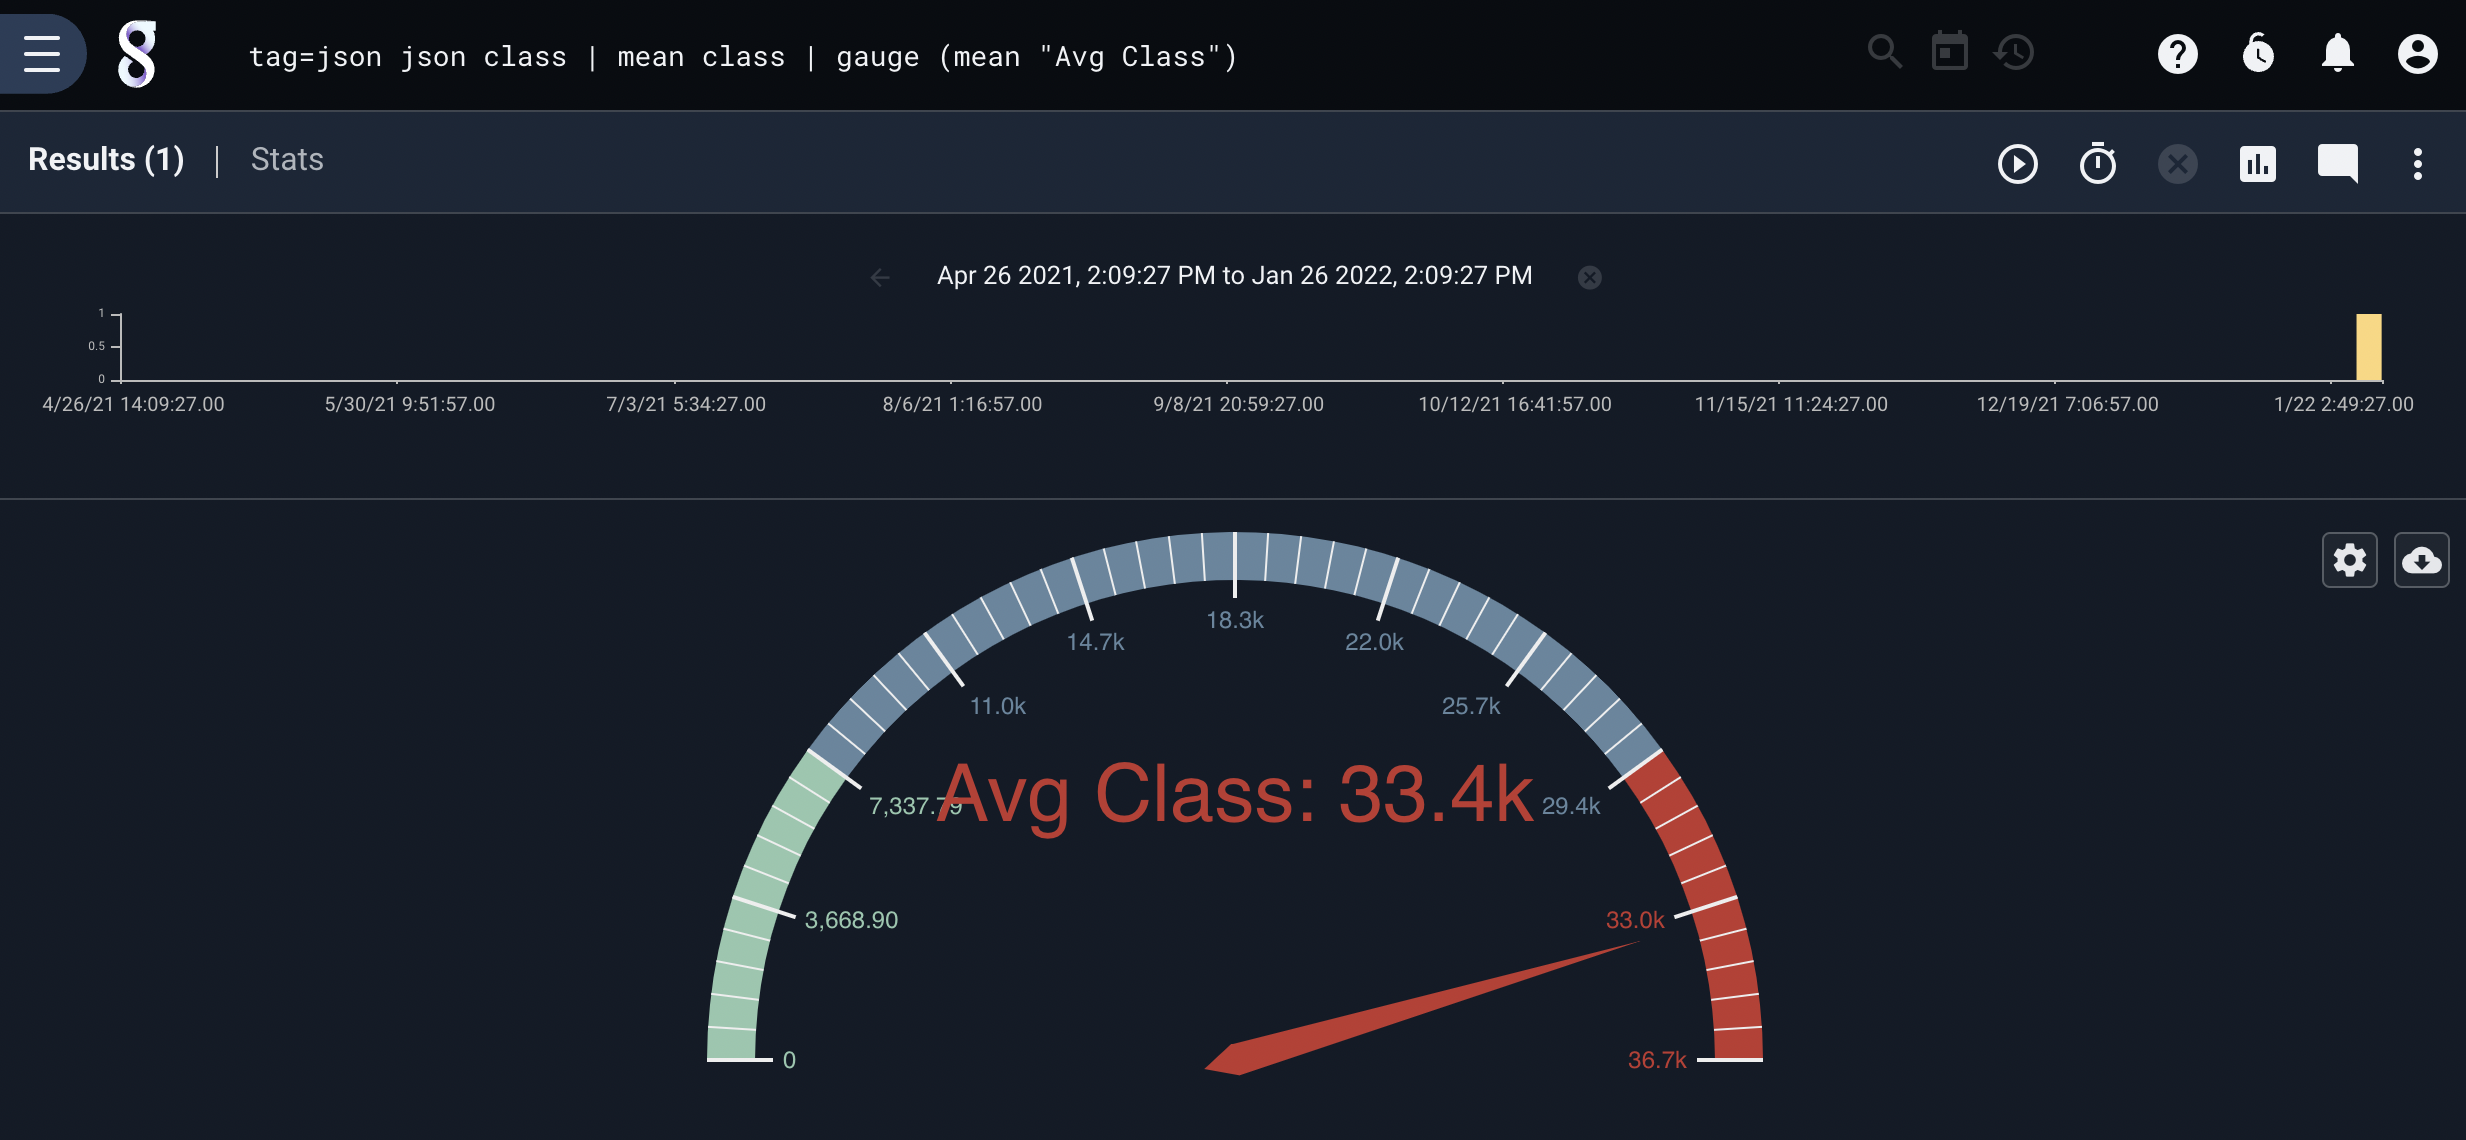 tag=json json class | mean class | gauge (mean "Avg Class")
Results (1) | Stats
Apr 26 2021, 2:09:27 PM to Jan 26 2022, 2:09:27 PM
1
0.5
0
4/26/21 14:09:27.00 5/30/21 9:51:57.00 7/3/21 5:34:27.00 8/6/21 1:16:57.00 9/8/21 20:59:27.00 10/12/21 16:41:57.00 11/15/21 11:24:27.00 12/19/21 7:06:57.00 1/22 2:49:27.00
18.3k
14.7k 22.0k
11.0k 25.7k
Avg Class: 33.4k
7,337.79 29.4k
3,668.90 33.0k
0 36.7k